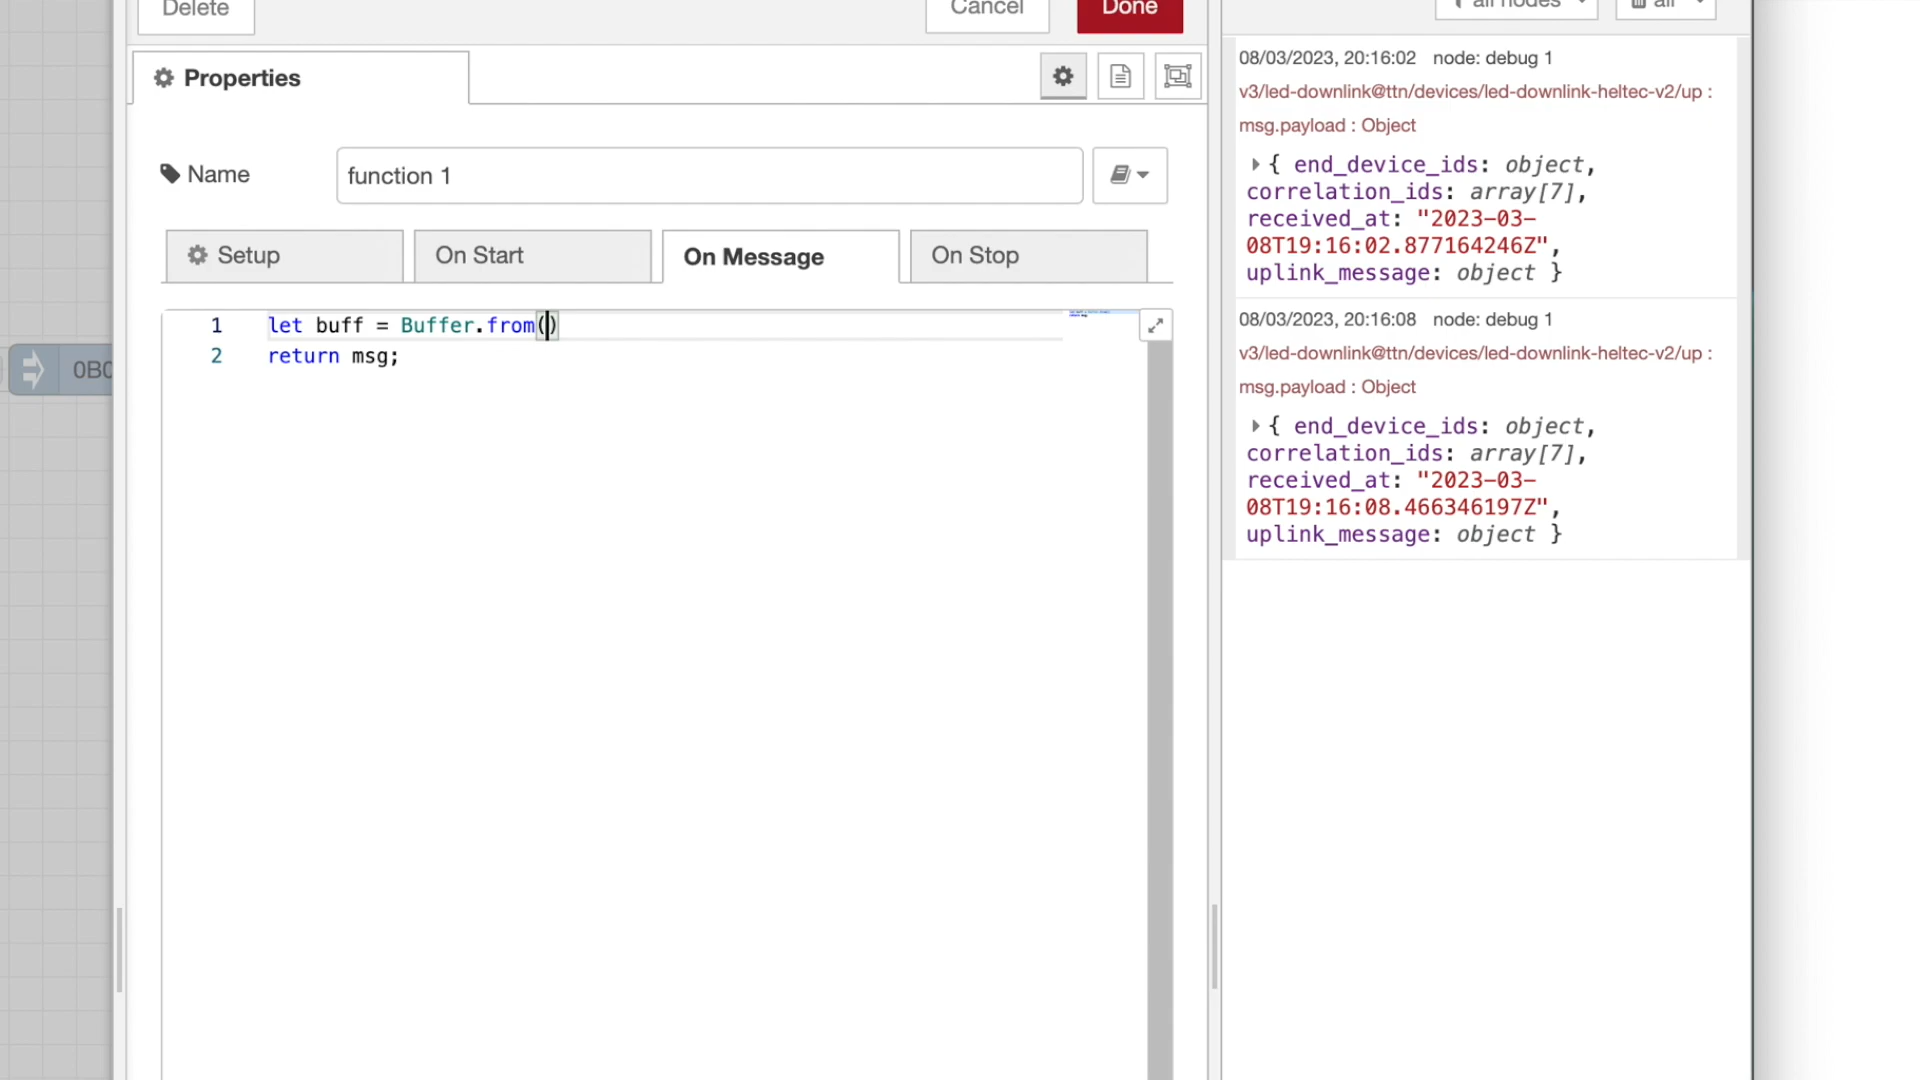 Delete
Cancel
Done
all nodes
all
Properties
Name
function 1
Setup
On Start
On Message
On Stop
1 let buff = Buffer.from()
2 return msg;
08/03/2023, 20:16:02 node: debug 1
v3/led-downlink@ttn/devices/led-downlink-heltec-v2/up :
msg.payload : Object
{ end_device_ids: object,
correlation_ids: array[7],
received_at: "2023-03-
08T19:16:02.877164246Z",
uplink_message: object }
08/03/2023, 20:16:08 node: debug 1
v3/led-downlink@ttn/devices/led-downlink-heltec-v2/up :
msg.payload : Object
{ end_device_ids: object,
correlation_ids: array[7],
received_at: "2023-03-
08T19:16:08.466346197Z",
uplink_message: object }